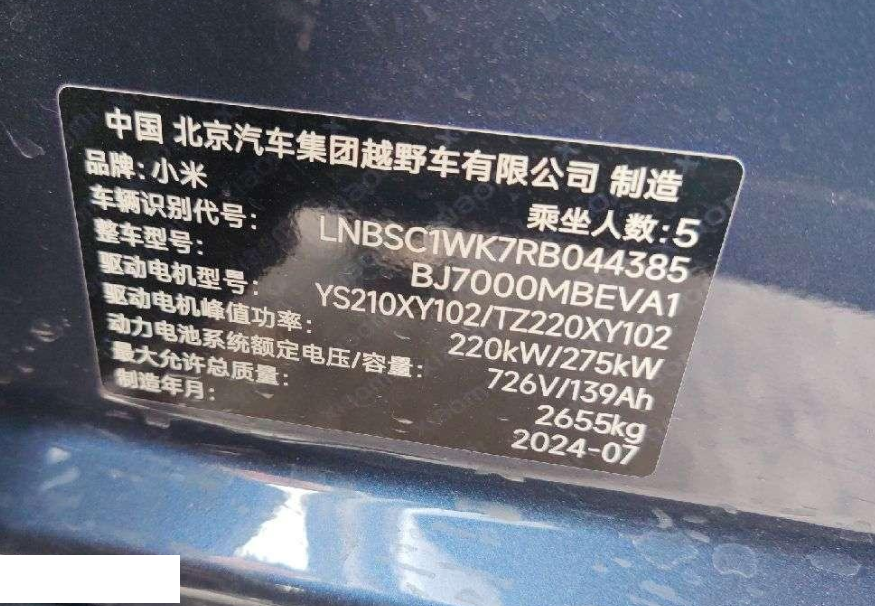 中国 北京汽车集团越野车有限公司 制造
品牌: 小米 乘坐人数: 5
车辆识别代号: LNBSC1WK7RB044385
整车型号: BJ7000MBEVA1
驱动电机型号: YS210XY102/TZ220XY102
驱动电机峰值功率: 220kW/275kW
动力电池系统额定电压/容量: 726V/139Ah
最大允许总质量: 2655kg
制造年月: 2024-07